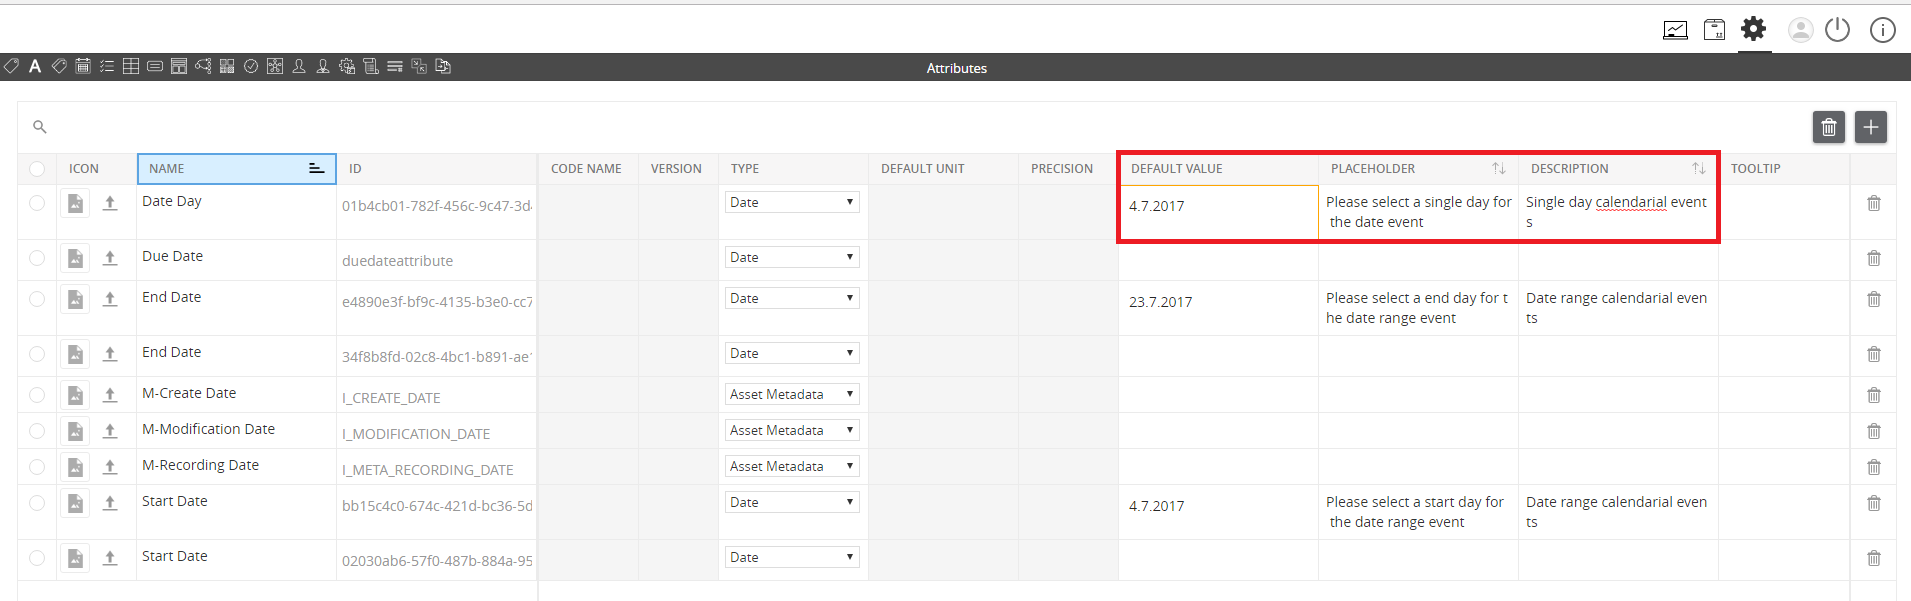 Attributes
ICON NAME ID CODE NAME VERSION TYPE DEFAULT UNIT PRECISION DEFAULT VALUE PLACEHOLDER DESCRIPTION TOOLTIP
Date Day 01b4cb01-782f-456c-9c47-3d Date 4.7.2017 Please select a single day for Single day calendarial event
the date event s
Due Date duedateattribute Date
End Date e4890e3f-bf9c-4135-b3e0-cc7 Date 23.7.2017 Please select a end day for t Date range calendarial even
he date range event ts
End Date 34f8b8fd-02c8-4bc1-b891-ae Date
M-Create Date I_CREATE_DATE Asset Metadata
M-Modification Date I_MODIFICATION_DATE Asset Metadata
M-Recording Date I_META_RECORDING_DATE Asset Metadata
Start Date bb15c4c0-674c-421d-bc36-5d Date 4.7.2017 Please select a start day for Date range calendarial even
the date range event ts
Start Date 02030ab6-57f0-487b-884a-95 Date